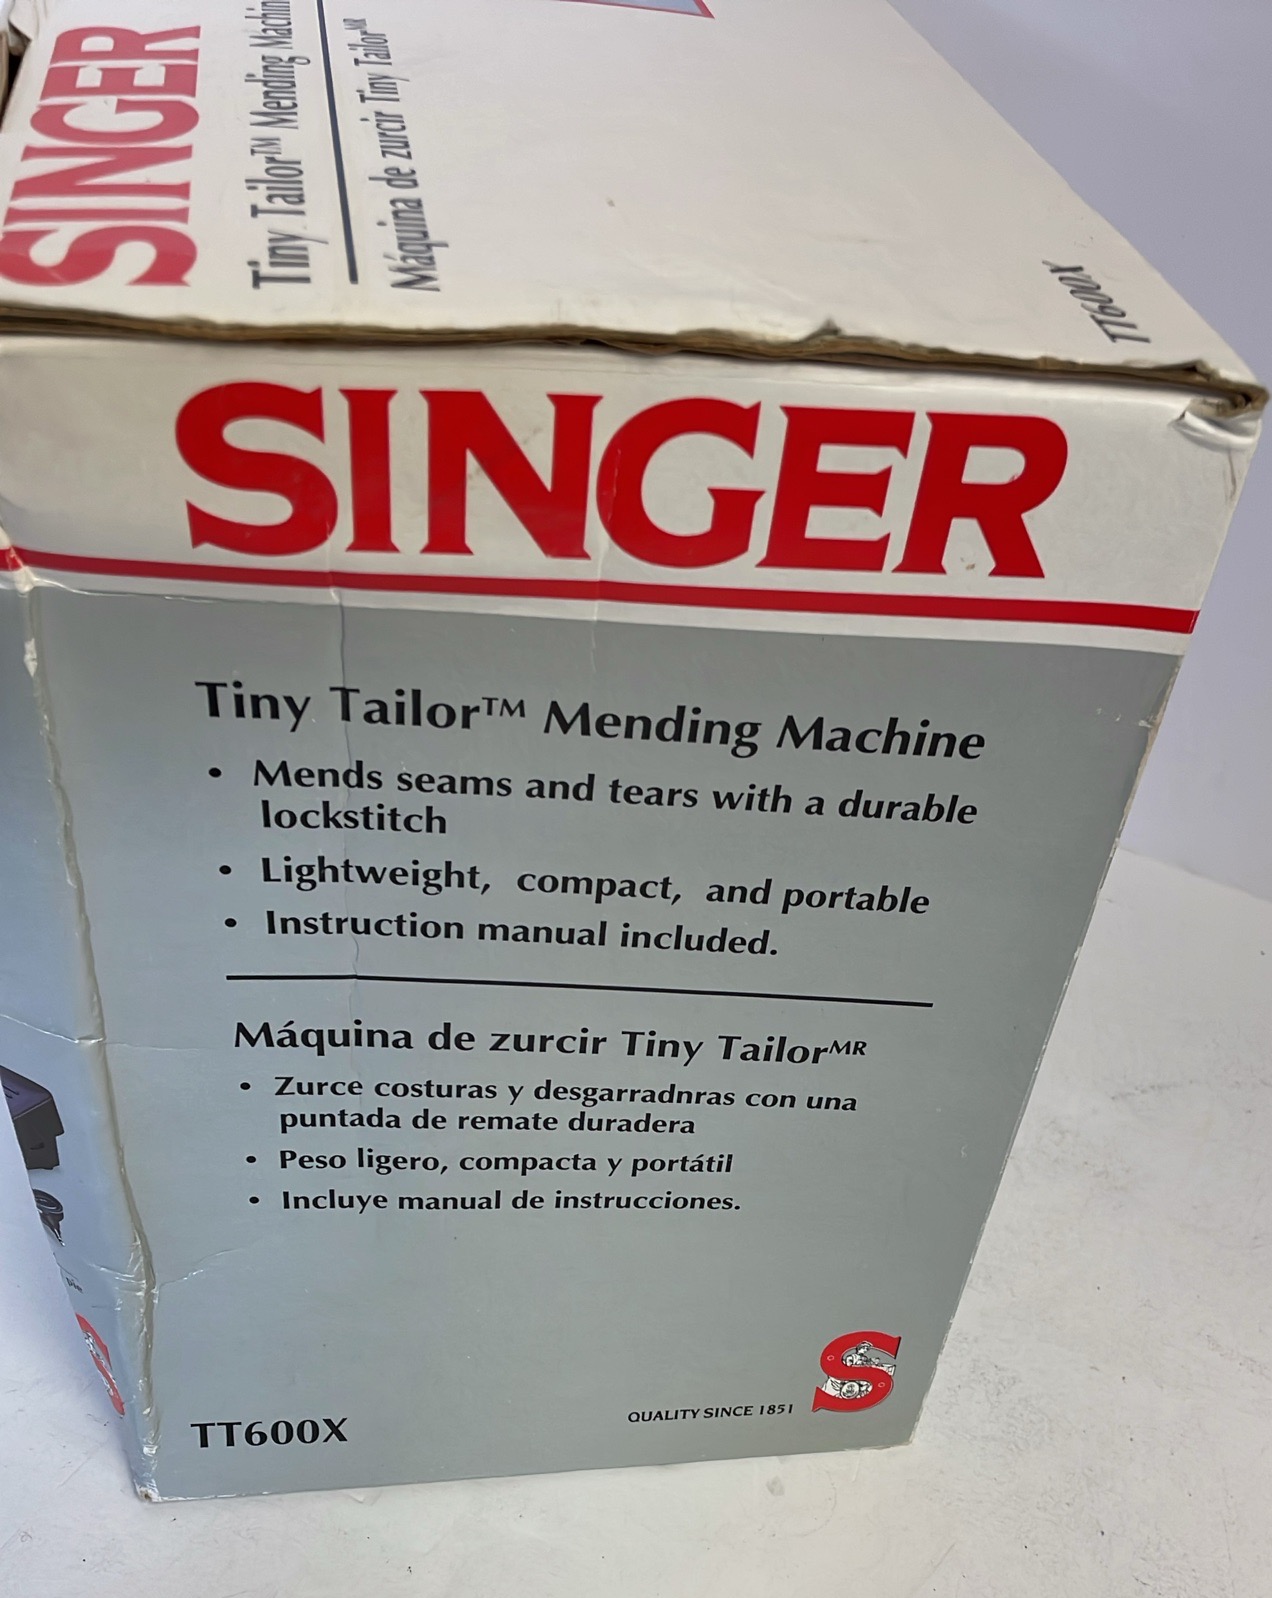 SINGER
Tiny Tailor™ Mending Machin
Máquina de zurcir Tiny Tailor MR
TT600X
SINGER
Tiny Tailor™ Mending Machine
• Mends seams and tears with a durable
lockstitch
• Lightweight, compact, and portable
• Instruction manual included.
Máquina de zurcir Tiny Tailor MR
• Zurce costuras y desgarradnras con una
puntada de remate duradera
• Peso ligero, compacta y portátil
• Incluye manual de instrucciones.
TT600X
QUALITY SINCE 1851
S